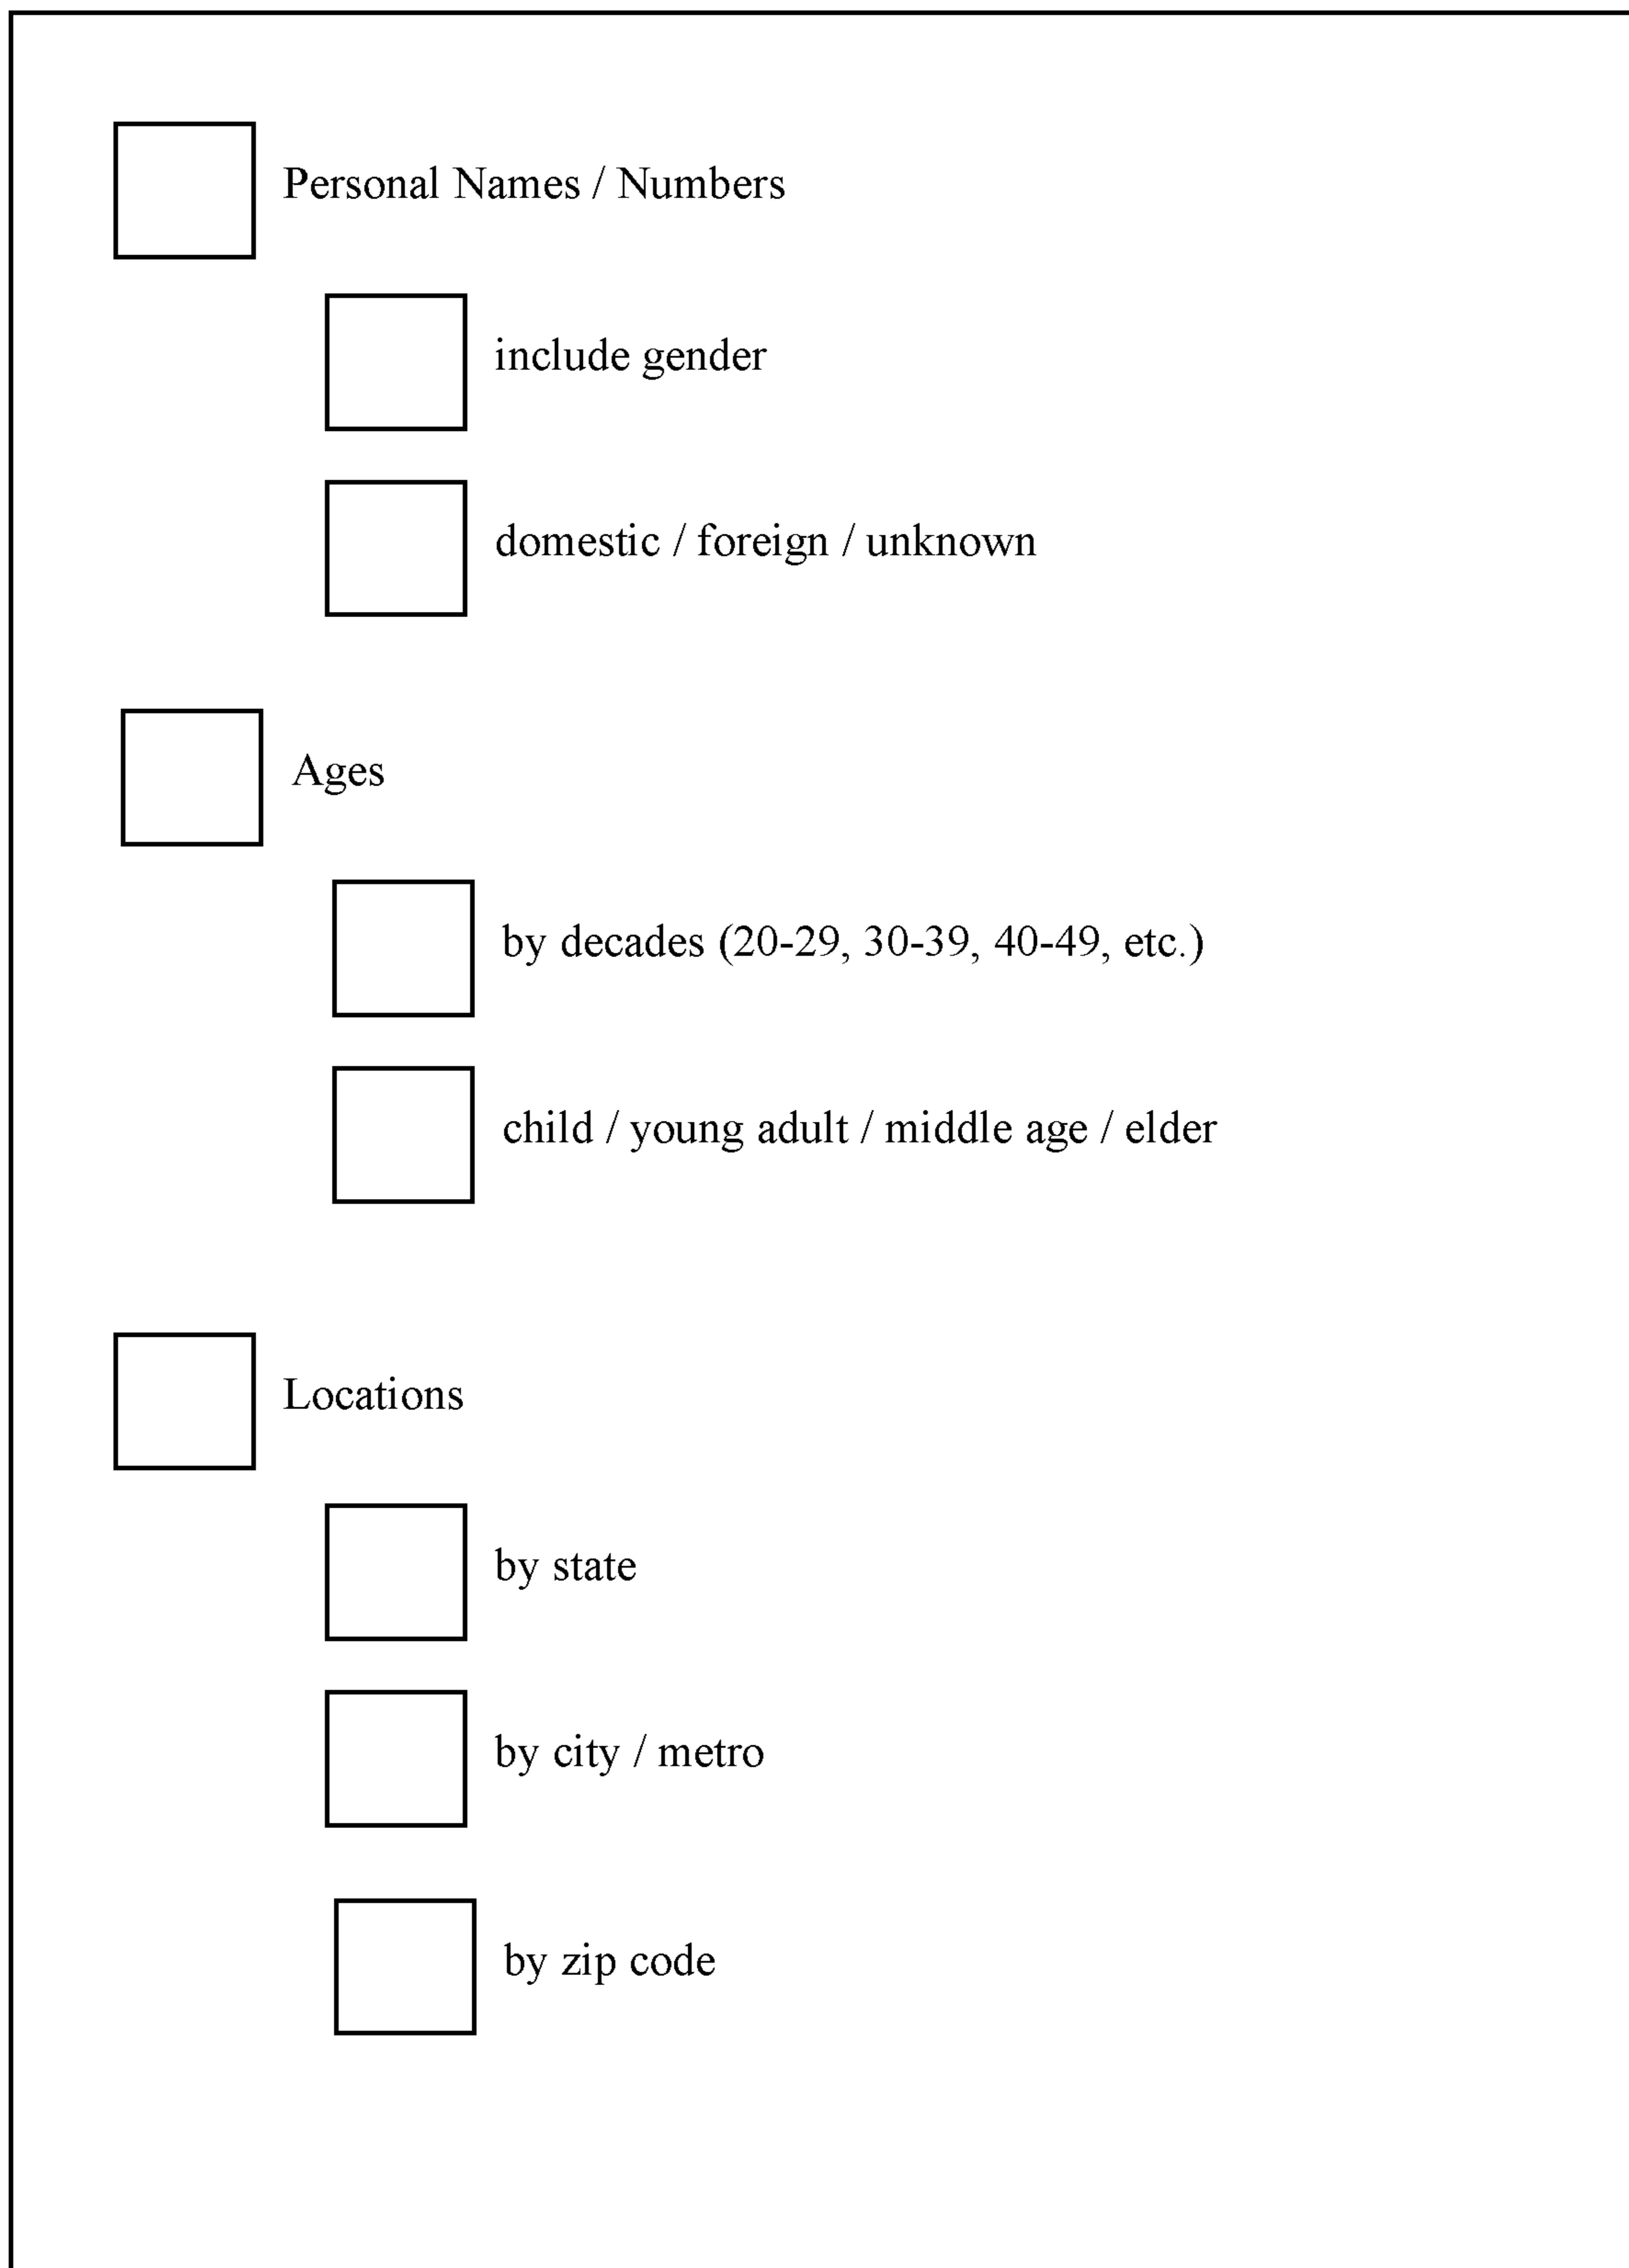 Personal Names / Numbers
include gender
domestic / foreign / unknown
Ages
by decades (20-29, 30-39, 40-49, etc.)
child / young adult / middle age / elder
Locations
by state
by city / metro
by zip code